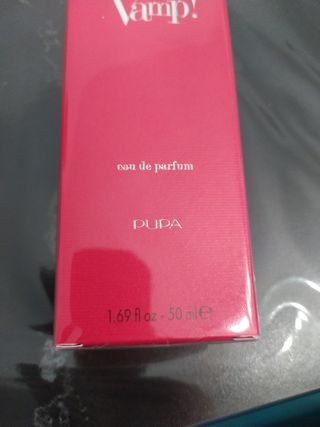 Vamp!
eau de parfum
PUPA
1.69 fl oz - 50 ml ℮